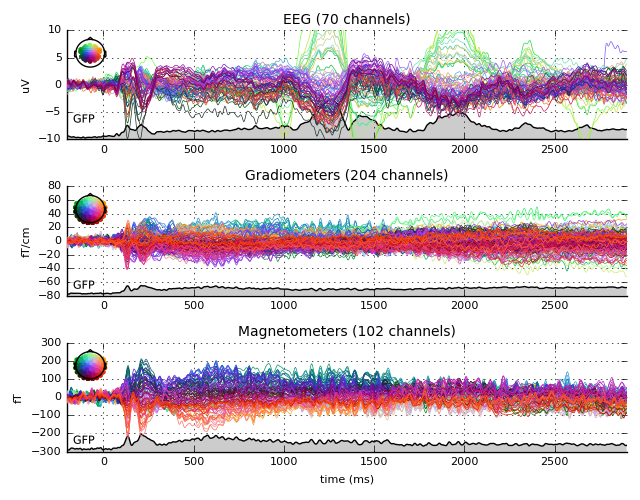 EEG (70 channels)
10
5
0
−5
−10
uV
GFP
0 500 1000 1500 2000 2500
Gradiometers (204 channels)
80
60
40
20
0
−20
−40
−60
−80
fT/cm
GFP
0 500 1000 1500 2000 2500
Magnetometers (102 channels)
300
200
100
0
−100
−200
−300
fT
GFP
0 500 1000 1500 2000 2500
time (ms)